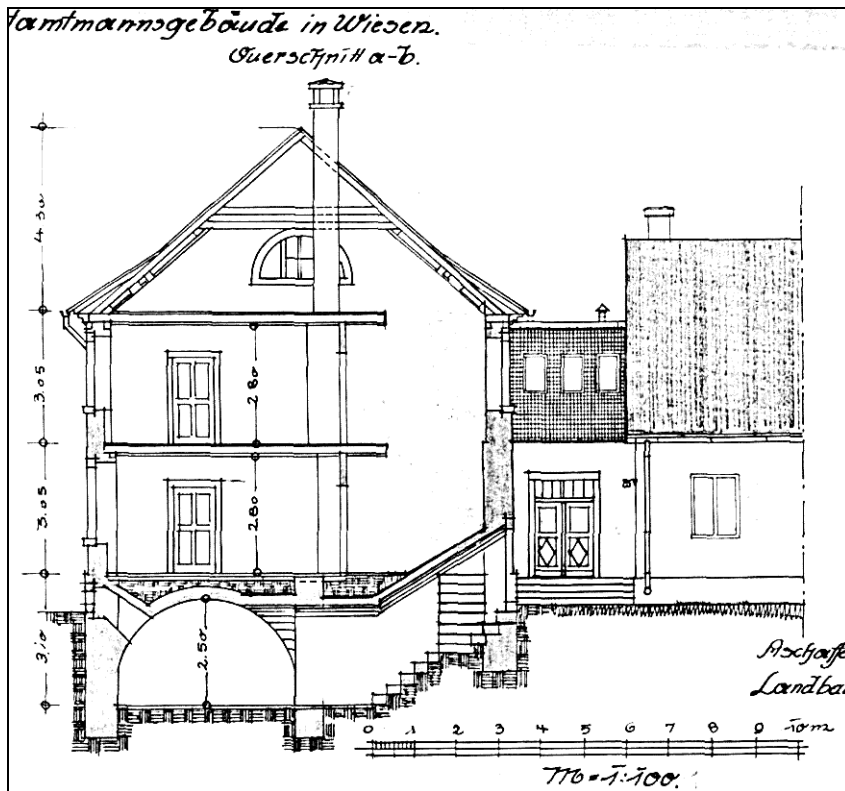 amtmannsgebäude in Wiesen.
Querschnitt a-b.
4.30
3.05
2.80
3.05
2.80
3,10
2.50
Aschaffe
Landbau
0 1 2 3 4 5 6 7 8 9 10m
M=1:100.